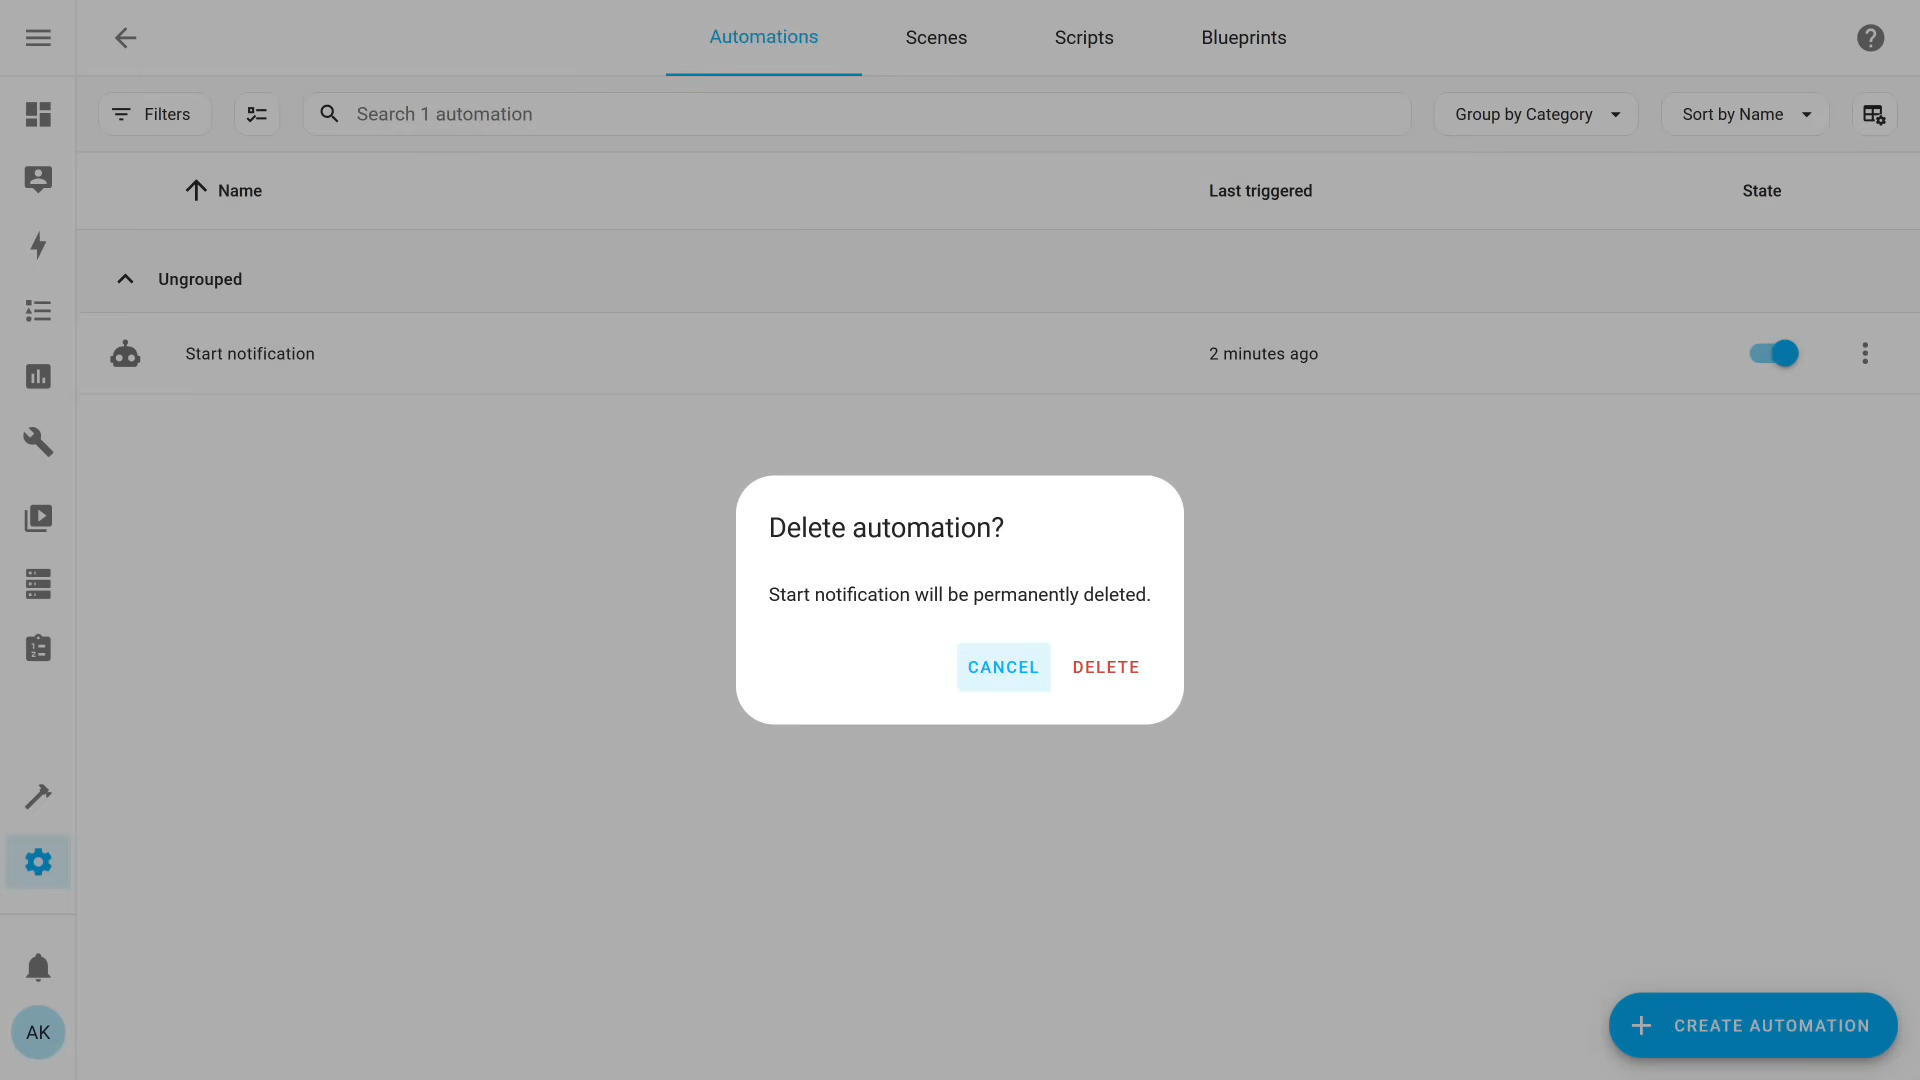 Automations
Scenes
Scripts
Blueprints
Filters
Search 1 automation
Group by Category
Sort by Name
Name
Last triggered
State
Ungrouped
Start notification
2 minutes ago
Delete automation?
Start notification will be permanently deleted.
CANCEL
DELETE
AK
CREATE AUTOMATION